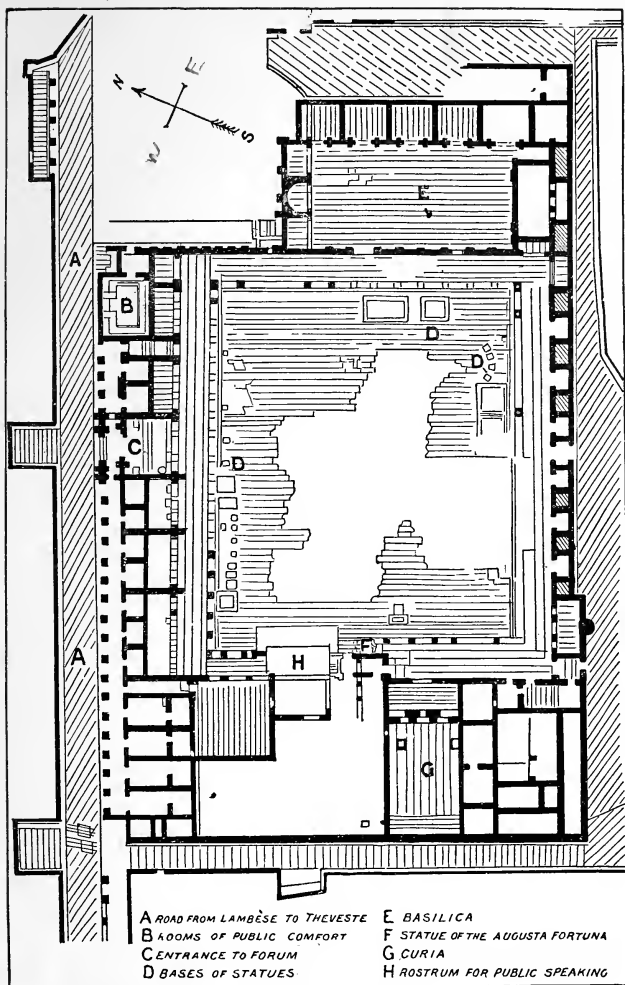 N
E
W
S
E
A
B
D
D
C
D
A
H
F
G
A ROAD FROM LAMBÈSE TO THEVESTE
B ROOMS OF PUBLIC COMFORT
C ENTRANCE TO FORUM
D BASES OF STATUES
E BASILICA
F STATUE OF THE AUGUSTA FORTUNA
G CURIA
H ROSTRUM FOR PUBLIC SPEAKING